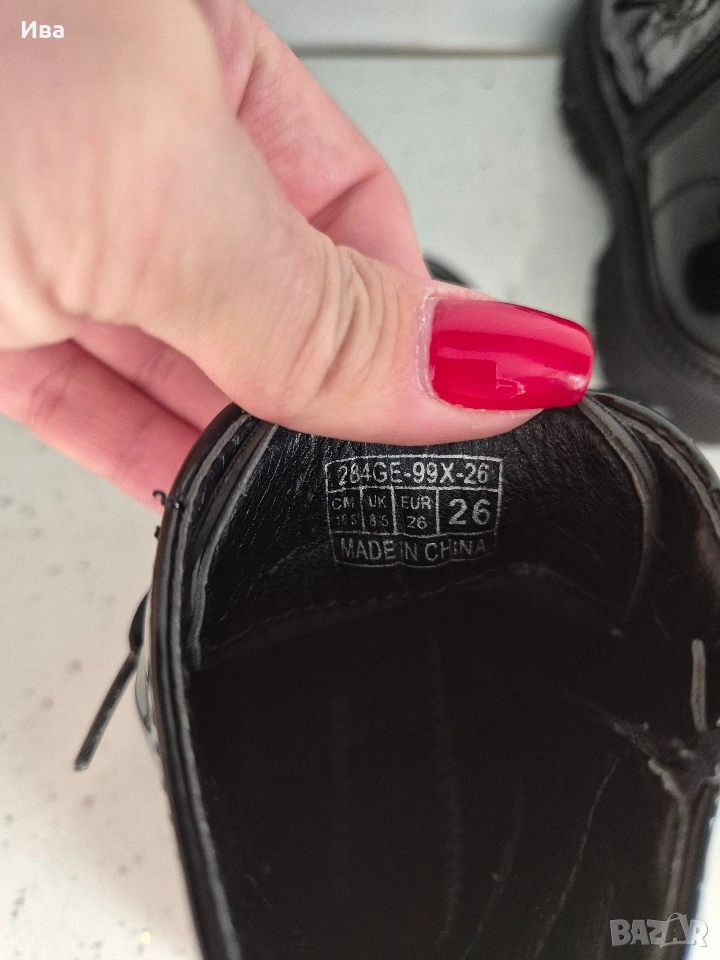 Ива
284GE-99X-26
CM UK EUR 26
16.5 8.5 26
MADE IN CHINA
BAZAR